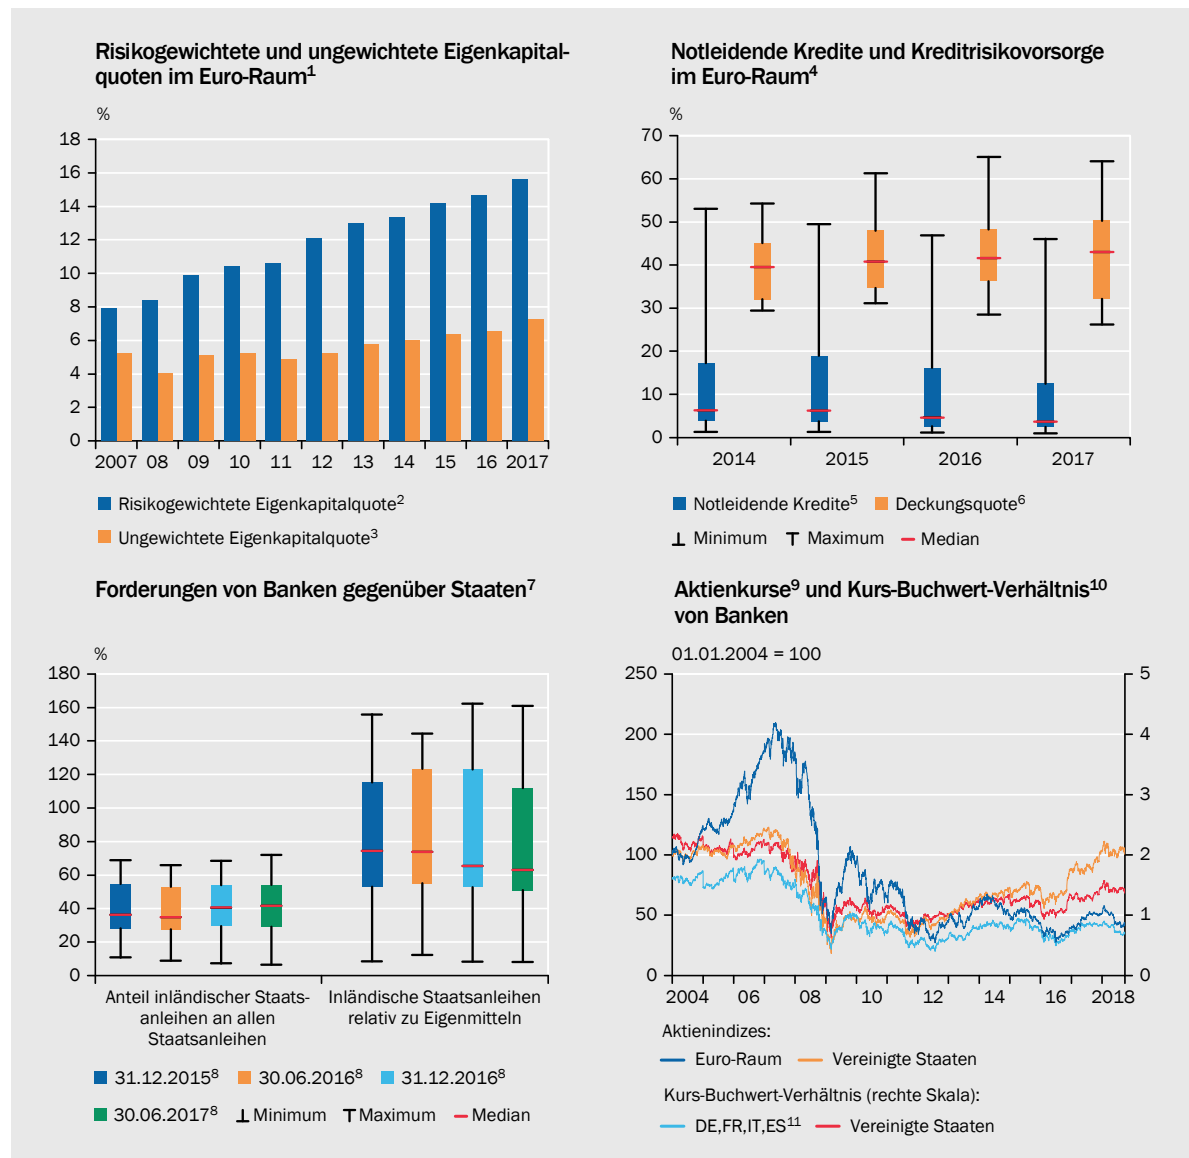 Risikogewichtete und ungewichtete Eigenkapital-
quoten im Euro-Raum¹
%
18
16
14
12
10
8
6
4
2
0
2007 08 09 10 11 12 13 14 15 16 2017
Risikogewichtete Eigenkapitalquote²
Ungewichtete Eigenkapitalquote³
Notleidende Kredite und Kreditrisikovorsorge
im Euro-Raum⁴
%
70
60
50
40
30
20
10
0
2014 2015 2016 2017
Notleidende Kredite⁵ Deckungsquote⁶
Minimum Maximum Median
Forderungen von Banken gegenüber Staaten⁷
%
180
160
140
120
100
80
60
40
20
0
Anteil inländischer Staats-
anleihen an allen
Staatsanleihen
Inländische Staatsanleihen
relativ zu Eigenmitteln
31.12.2015⁸ 30.06.2016⁸ 31.12.2016⁸
30.06.2017⁸ Minimum Maximum Median
Aktienkurse⁹ und Kurs-Buchwert-Verhältnis¹⁰
von Banken
01.01.2004 = 100
250 5
200 4
150 3
100 2
50 1
0 0
2004 06 08 10 12 14 16 2018
Aktienindizes:
Euro-Raum Vereinigte Staaten
Kurs-Buchwert-Verhältnis (rechte Skala):
DE,FR,IT,ES¹¹ Vereinigte Staaten